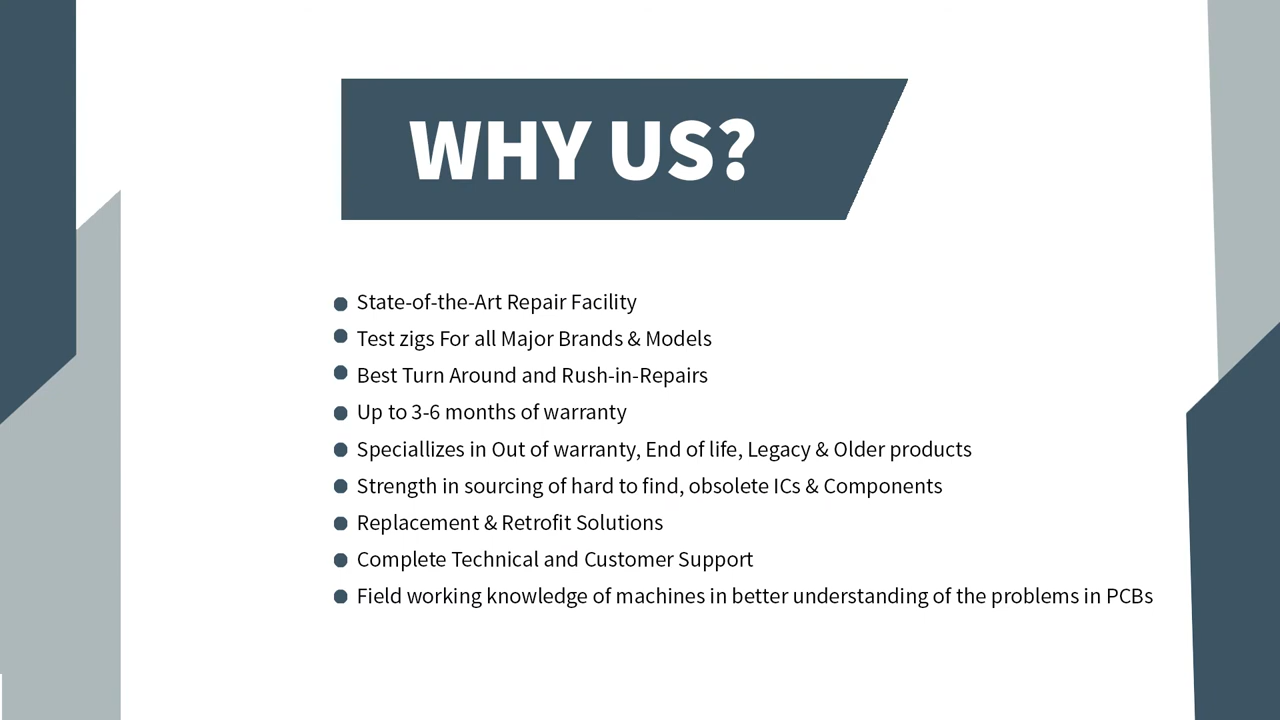 WHY US?
State-of-the-Art Repair Facility
Test zigs For all Major Brands & Models
Best Turn Around and Rush-in-Repairs
Up to 3-6 months of warranty
Speciallizes in Out of warranty, End of life, Legacy & Older products
Strength in sourcing of hard to find, obsolete ICs & Components
Replacement & Retrofit Solutions
Complete Technical and Customer Support
Field working knowledge of machines in better understanding of the problems in PCBs